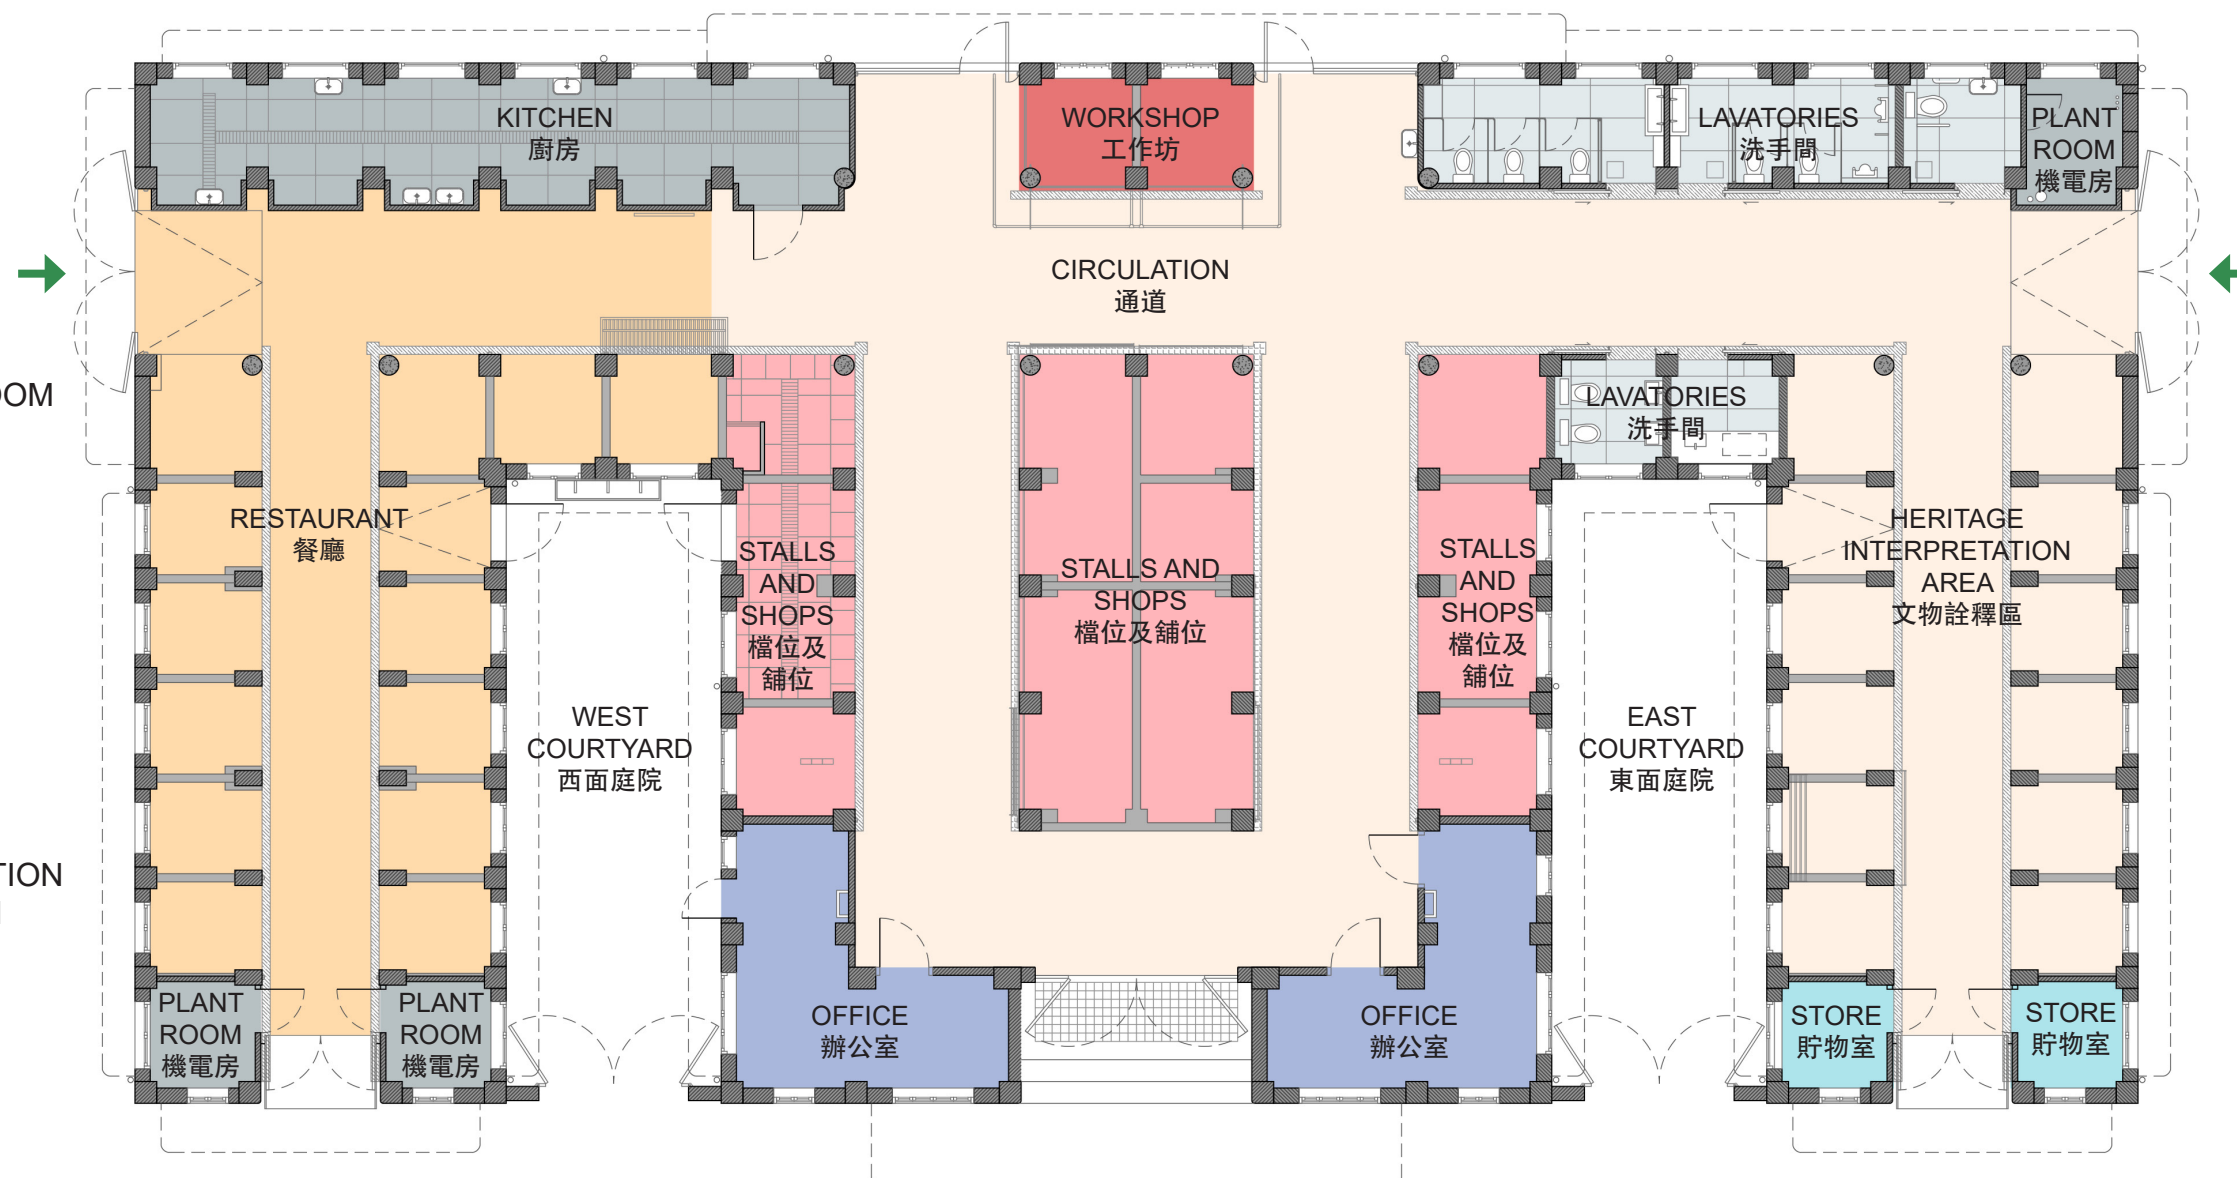 KITCHEN
廚房
WORKSHOP
工作坊
LAVATORIES
洗手間
PLANT
ROOM
機電房
CIRCULATION
通道
OOM
LAVATORIES
洗手間
RESTAURANT
餐廳
STALLS
AND
SHOPS
檔位及
舖位
STALLS AND
SHOPS
檔位及舖位
STALLS
AND
SHOPS
檔位及
舖位
HERITAGE
INTERPRETATION
AREA
文物詮釋區
WEST
COURTYARD
西面庭院
EAST
COURTYARD
東面庭院
TION
PLANT
ROOM
機電房
PLANT
ROOM
機電房
OFFICE
辦公室
OFFICE
辦公室
STORE
貯物室
STORE
貯物室